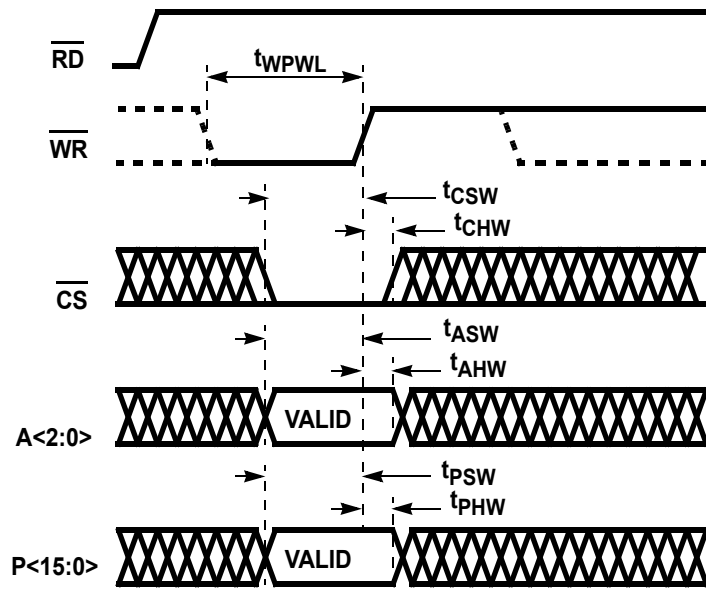 RD
tWPWL
WR
tCSW
tCHW
CS
tASW
tAHW
A<2:0>
VALID
tPSW
tPHW
P<15:0>
VALID